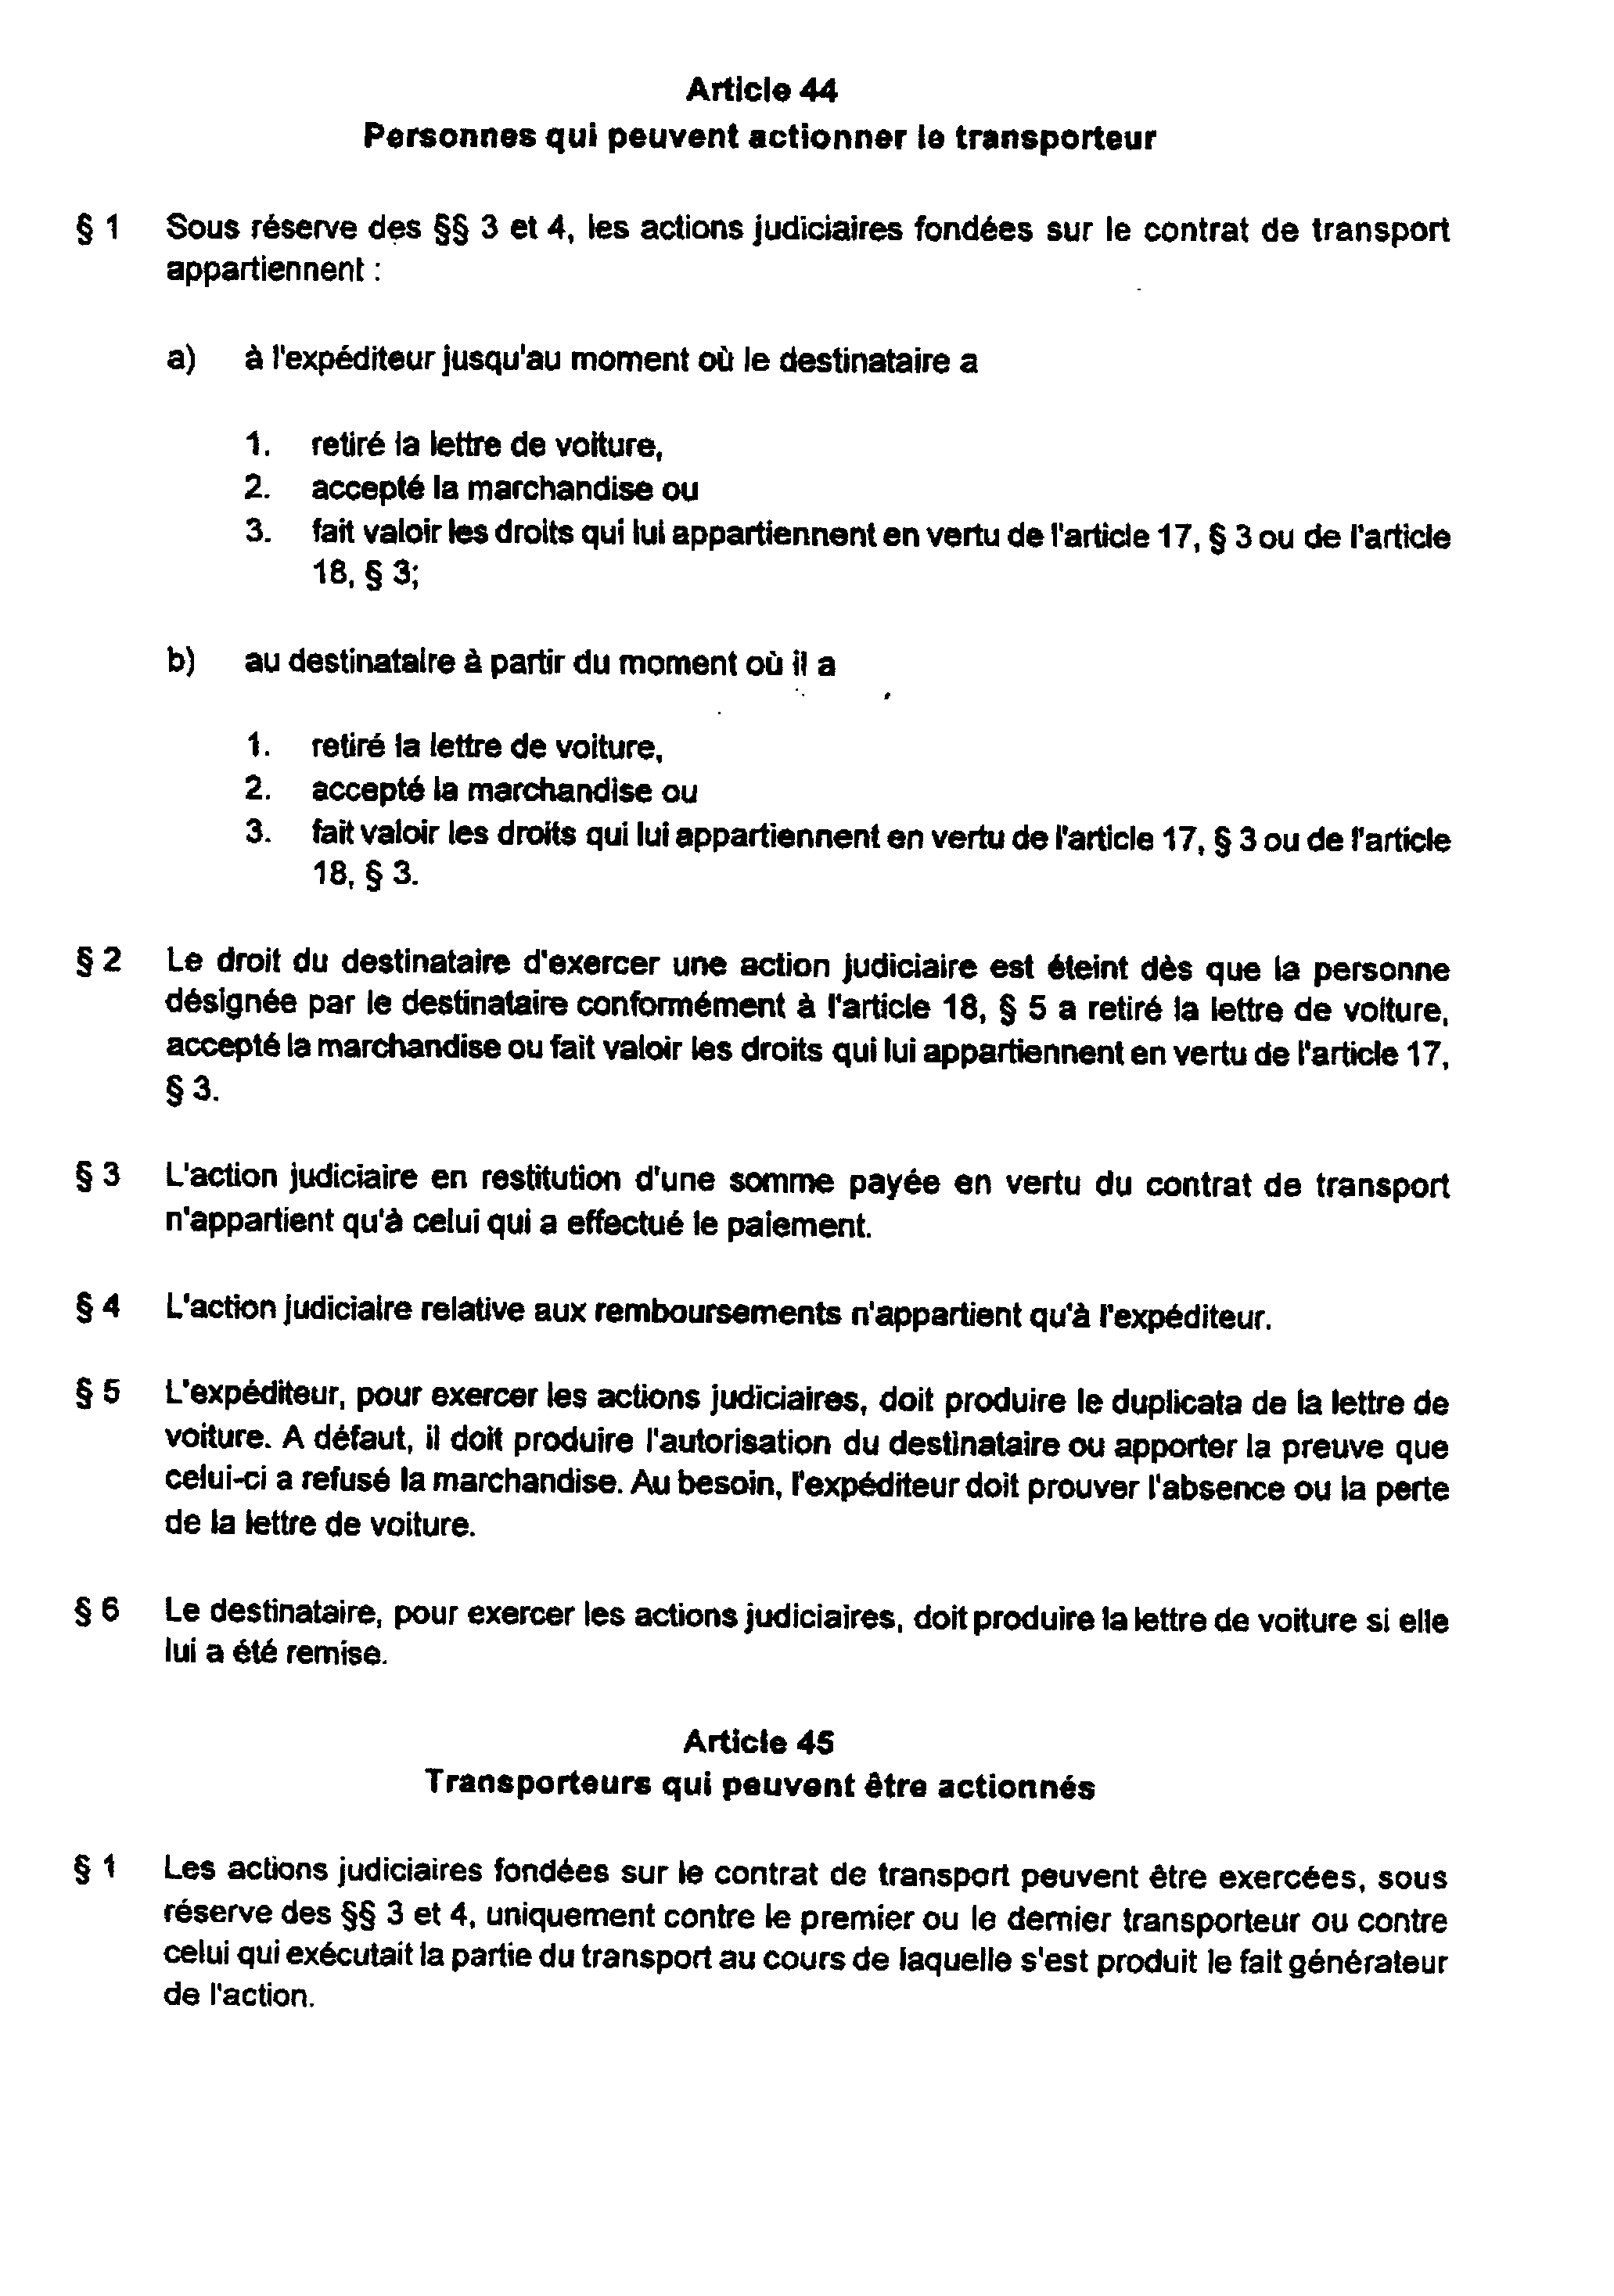 Article 44
Personnes qui peuvent actionner le transporteur
§ 1 Sous réserve des §§ 3 et 4, les actions judiciaires fondées sur le contrat de transport
appartiennent :
a) à l'expéditeur jusqu'au moment où le destinataire a
1. retiré la lettre de voiture,
2. accepté la marchandise ou
3. fait valoir les droits qui lui appartiennent en vertu de l'article 17, § 3 ou de l'article
18, § 3;
b) au destinataire à partir du moment où il a
1. retiré la lettre de voiture,
2. accepté la marchandise ou
3. fait valoir les droits qui lui appartiennent en vertu de l'article 17, § 3 ou de l'article
18, § 3.
§ 2 Le droit du destinataire d'exercer une action judiciaire est éteint dès que la personne
désignée par le destinataire conformément à l'article 18, § 5 a retiré la lettre de voiture,
accepté la marchandise ou fait valoir les droits qui lui appartiennent en vertu de l'article 17,
§ 3.
§ 3 L'action judiciaire en restitution d'une somme payée en vertu du contrat de transport
n'appartient qu'à celui qui a effectué le paiement.
§ 4 L'action judiciaire relative aux remboursements n'appartient qu'à l'expéditeur.
§ 5 L'expéditeur, pour exercer les actions judiciaires, doit produire le duplicata de la lettre de
voiture. A défaut, il doit produire l'autorisation du destinataire ou apporter la preuve que
celui-ci a refusé la marchandise. Au besoin, l'expéditeur doit prouver l'absence ou la perte
de la lettre de voiture.
§ 6 Le destinataire, pour exercer les actions judiciaires, doit produire la lettre de voiture si elle
lui a été remise.
Article 45
Transporteurs qui peuvent être actionnés
§ 1 Les actions judiciaires fondées sur le contrat de transport peuvent être exercées, sous
réserve des §§ 3 et 4, uniquement contre le premier ou le dernier transporteur ou contre
celui qui exécutait la partie du transport au cours de laquelle s'est produit le fait générateur
de l'action.